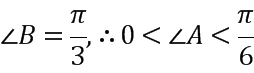 ∠B = π/3, ∴ 0 < ∠A < π/6